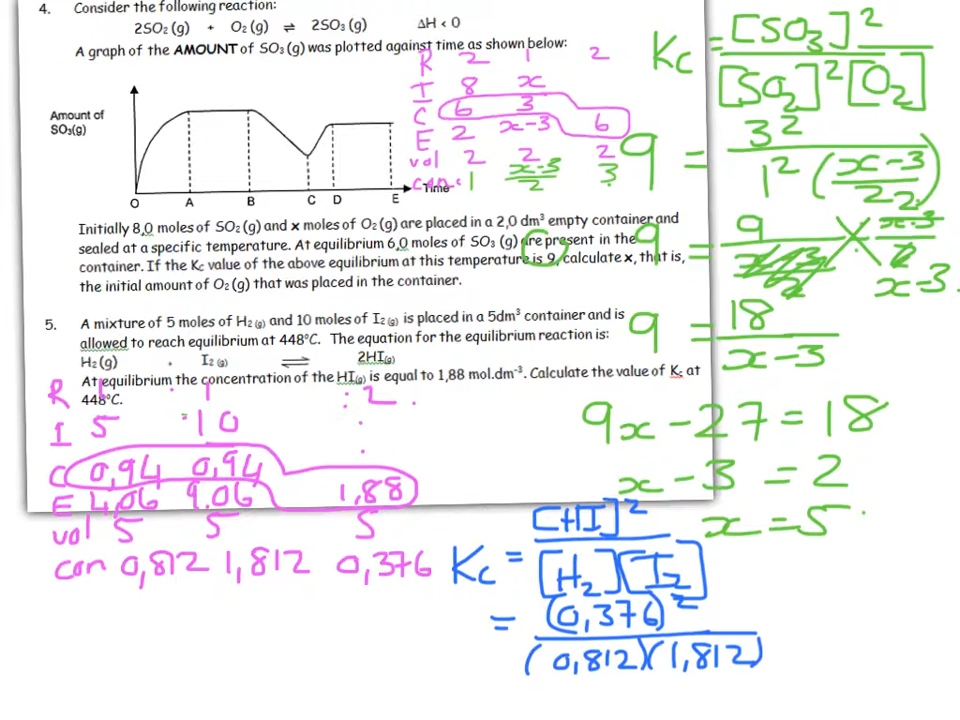 4. Consider the following reaction:
2SO₂(g) + O₂(g) ⇌ 2SO₃(g) ΔH < 0
A graph of the AMOUNT of SO₃(g) was plotted against time as shown below:
Amount of
SO₃(g)
O A B C D E
Time
R 2 1 2
I 8 x
C 6 3 6
E 2 x-3
vol 2 2 2
conc 1 x-3/2 3
Initially 8,0 moles of SO₂(g) and x moles of O₂(g) are placed in a 2,0 dm³ empty container and
sealed at a specific temperature. At equilibrium 6,0 moles of SO₃ (g) are present in the
container. If the Kc value of the above equilibrium at this temperature is 9, calculate x, that is,
the initial amount of O₂(g) that was placed in the container.
Kc = [SO₃]²
[SO₂]²[O₂]
9 = 3²
1²(x-3/2)
9 = 9 × 2
x-3
9 = 18
x-3
9x - 27 = 18
x - 3 = 2
x = 5
5. A mixture of 5 moles of H₂(g) and 10 moles of I₂(g) is placed in a 5dm³ container and is
allowed to reach equilibrium at 448°C. The equation for the equilibrium reaction is:
H₂(g) . I₂(g) ⇌ 2HI(g)
At equilibrium the concentration of the HI(g) is equal to 1,88 mol.dm⁻³. Calculate the value of Kc at
448°C.
R 1 : 1 : 2
I 5 10
C 0,94 0,94
E 4,06 9,06 1,88
vol 5 5 5
con 0,812 1,812 0,376
Kc = [HI]²
[H₂][I₂]
= (0,376)²
(0,812)(1,812)